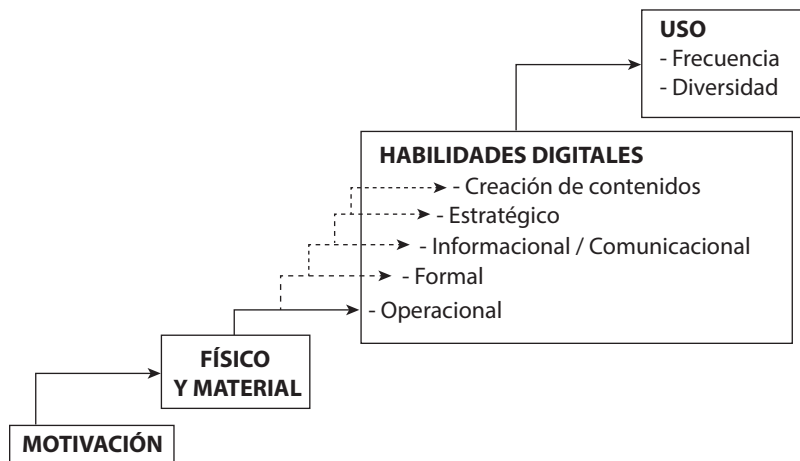 USO
- Frecuencia
- Diversidad
HABILIDADES DIGITALES
- Creación de contenidos
- Estratégico
- Informacional / Comunicacional
- Formal
- Operacional
FÍSICO
Y MATERIAL
MOTIVACIÓN